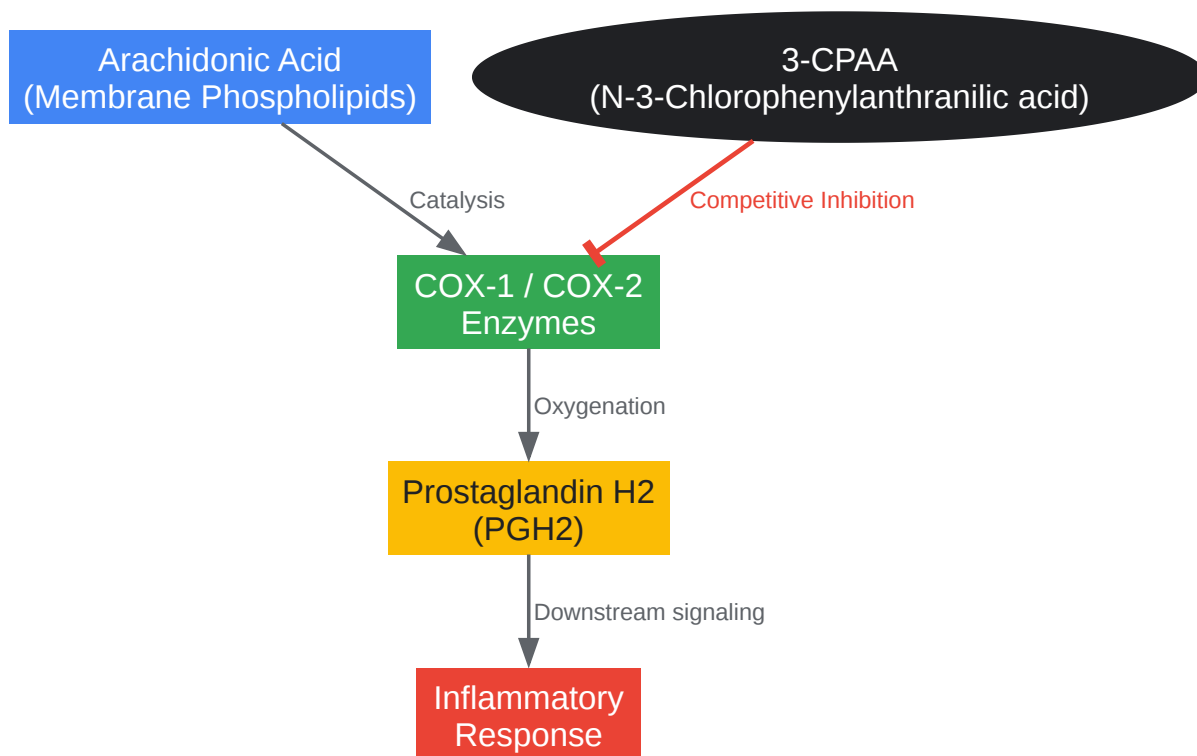 Arachidonic Acid
(Membrane Phospholipids)
3-CPAA
(N-3-Chlorophenylanthranilic acid)
Catalysis
Competitive Inhibition
COX-1 / COX-2
Enzymes
Oxygenation
Prostaglandin H2
(PGH2)
Downstream signaling
Inflammatory
Response